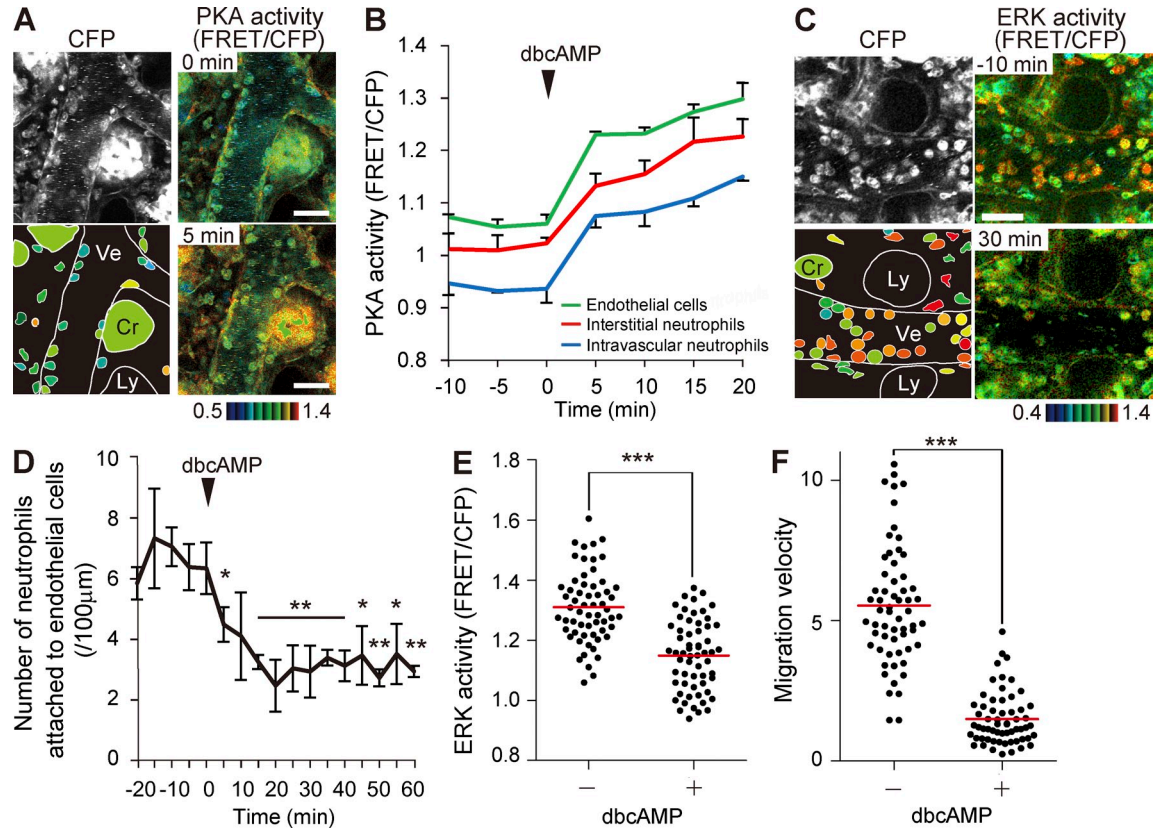 A
CFP
PKA activity
(FRET/CFP)
0 min
5 min
Ve
Cr
Ly
0.5
1.4
B
dbcAMP
PKA activity (FRET/CFP)
1.4
1.3
1.2
1.1
1
0.9
0.8
Endothelial cells
Interstitial neutrophils
Intravascular neutrophils
-10
-5
0
5
10
15
20
Time (min)
C
CFP
ERK activity
(FRET/CFP)
-10 min
30 min
Cr
Ly
Ve
Ly
0.4
1.4
D
dbcAMP
Number of neutrophils
attached to endothelial cells
(/100µm)
10
8
6
4
2
0
*
**
*
**
*
**
-20
-10
0
10
20
30
40
50
60
Time (min)
E
***
ERK activity (FRET/CFP)
1.8
1.6
1.4
1.2
1.0
0.8
−
+
dbcAMP
F
***
Migration velocity
10
5
0
−
+
dbcAMP